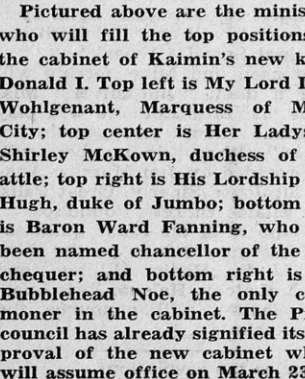 Pictured above are the minis
who will fill the top positions
the cabinet of Kaimin's new k
Donald I. Top left is My Lord
Wohlgenant, Marquess of M
City; top center is Her Ladys
Shirley McKown, duchess of
attle; top right is His Lordship
Hugh, duke of Jumbo; bottom
is Baron Ward Fanning, who
been named chancellor of the
chequer; and bottom right is
Bubblehead Noe, the only c
moner in the cabinet. The P
council has already signified its
proval of the new cabinet wh
will assume office on March 23